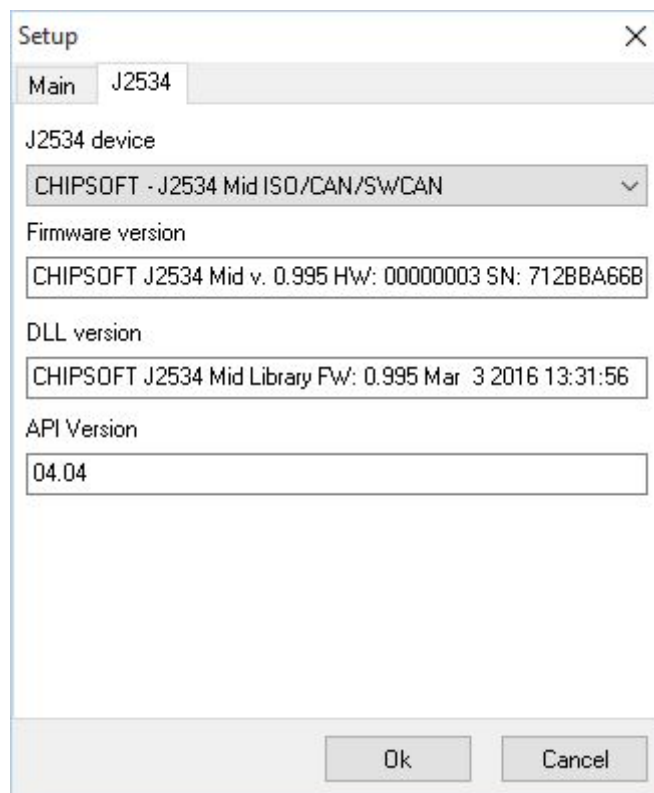 Setup
Main J2534
J2534 device
CHIPSOFT - J2534 Mid ISO/CAN/SWCAN
Firmware version
CHIPSOFT J2534 Mid v. 0.995 HW: 00000003 SN: 712BBA66B
DLL version
CHIPSOFT J2534 Mid Library FW: 0.995 Mar  3 2016 13:31:56
API Version
04.04
Ok Cancel